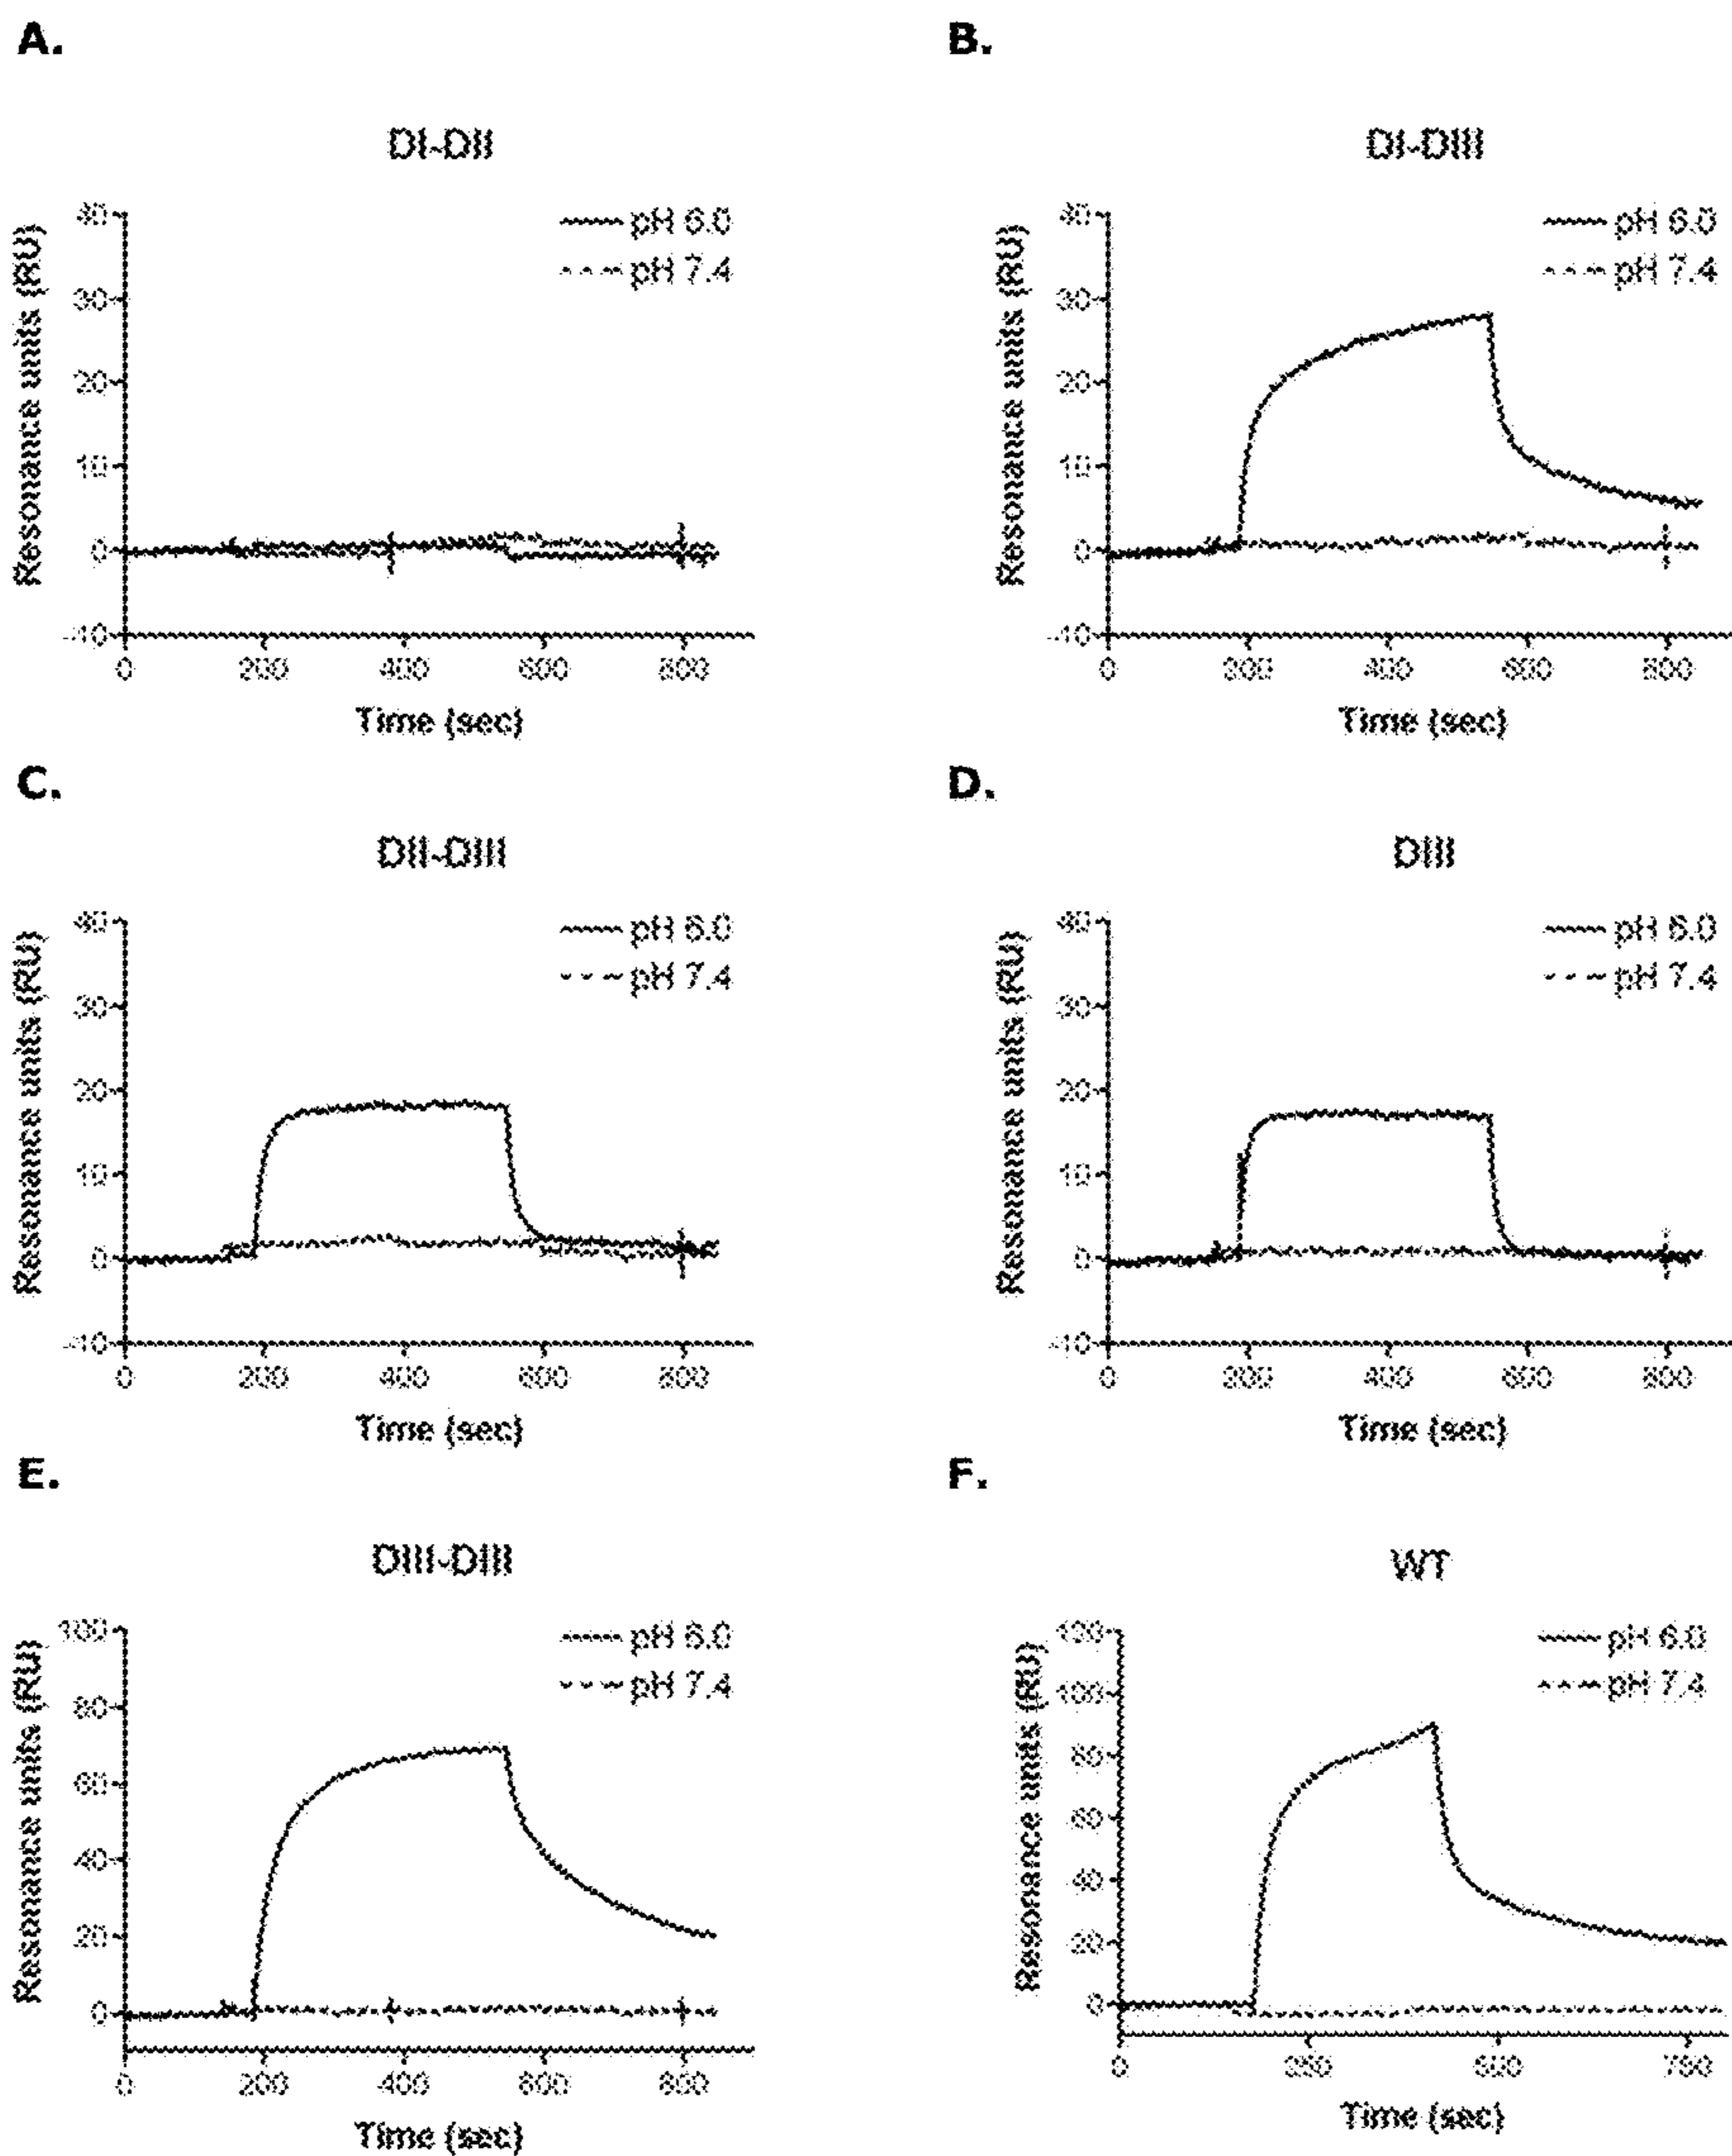 A.
DI-DII
pH 6.0
pH 7.4
40
30
20
10
0
-10
0 200 400 600 800
Resonance units (RU)
Time (sec)
B.
DI-DIII
pH 6.0
pH 7.4
40
30
20
10
0
-10
0 200 400 600 800
Resonance units (RU)
Time (sec)
C.
DII-DIII
pH 6.0
pH 7.4
40
30
20
10
0
-10
0 200 400 600 800
Resonance units (RU)
Time (sec)
D.
DIII
pH 6.0
pH 7.4
40
30
20
10
0
-10
0 200 400 600 800
Resonance units (RU)
Time (sec)
E.
DIII-DIII
pH 6.0
pH 7.4
100
80
60
40
20
0
0 200 400 600 800
Resonance units (RU)
Time (sec)
F.
WT
pH 6.0
pH 7.4
120
100
80
60
40
20
0
0 250 500 750
Resonance units (RU)
Time (sec)